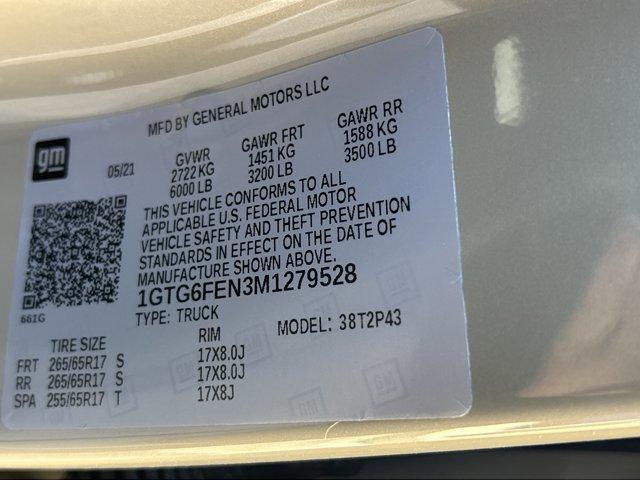 MFD BY GENERAL MOTORS LLC
gm
05/21
GVWR GAWR FRT GAWR RR
2722 KG 1451 KG 1588 KG
6000 LB 3200 LB 3500 LB
THIS VEHICLE CONFORMS TO ALL
APPLICABLE U.S. FEDERAL MOTOR
VEHICLE SAFETY AND THEFT PREVENTION
STANDARDS IN EFFECT ON THE DATE OF
MANUFACTURE SHOWN ABOVE.
1GTG6FEN3M1279528
661G
TYPE: TRUCK MODEL: 38T2P43
TIRE SIZE RIM
FRT 265/65R17 S 17X8.0J
RR 265/65R17 S 17X8.0J
SPA 255/65R17 T 17X8J